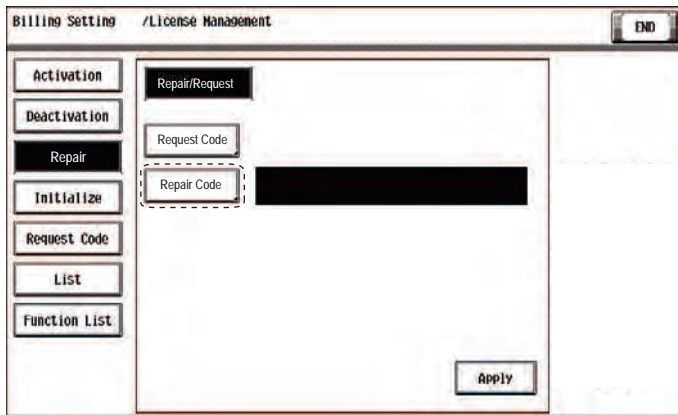 Billing Setting /License Management
END
Activation
Deactivation
Repair
Initialize
Request Code
List
Function List
Repair/Request
Request Code
Repair Code
Apply